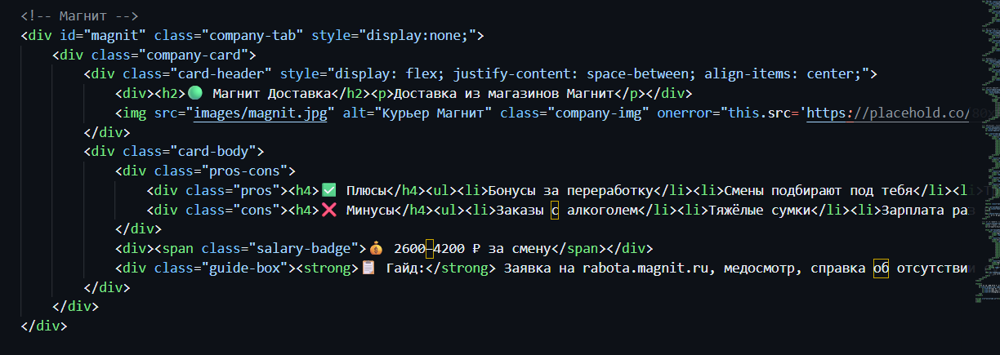 <!-- Магнит -->
<div id="magnit" class="company-tab" style="display:none;">
<div class="company-card">
<div class="card-header" style="display: flex; justify-content: space-between; align-items: center;">
<div><h2>🟢 Магнит Доставка</h2><p>Доставка из магазинов Магнит</p></div>
<img src="images/magnit.jpg" alt="Курьер Магнит" class="company-img" onerror="this.src='https://placehold.co/80x
</div>
<div class="card-body">
<div class="pros-cons">
<div class="pros"><h4>✅ Плюсы</h4><ul><li>Бонусы за переработку</li><li>Смены подбирают под тебя</li><li>
<div class="cons"><h4>❌ Минусы</h4><ul><li>Заказы с алкоголем</li><li>Тяжёлые сумки</li><li>Зарплата раз
</div>
<div><span class="salary-badge">💰 2600–4200 ₽ за смену</span></div>
<div class="guide-box"><strong>📋 Гайд:</strong> Заявка на rabota.magnit.ru, медосмотр, справка об отсутствии
</div>
</div>
</div>